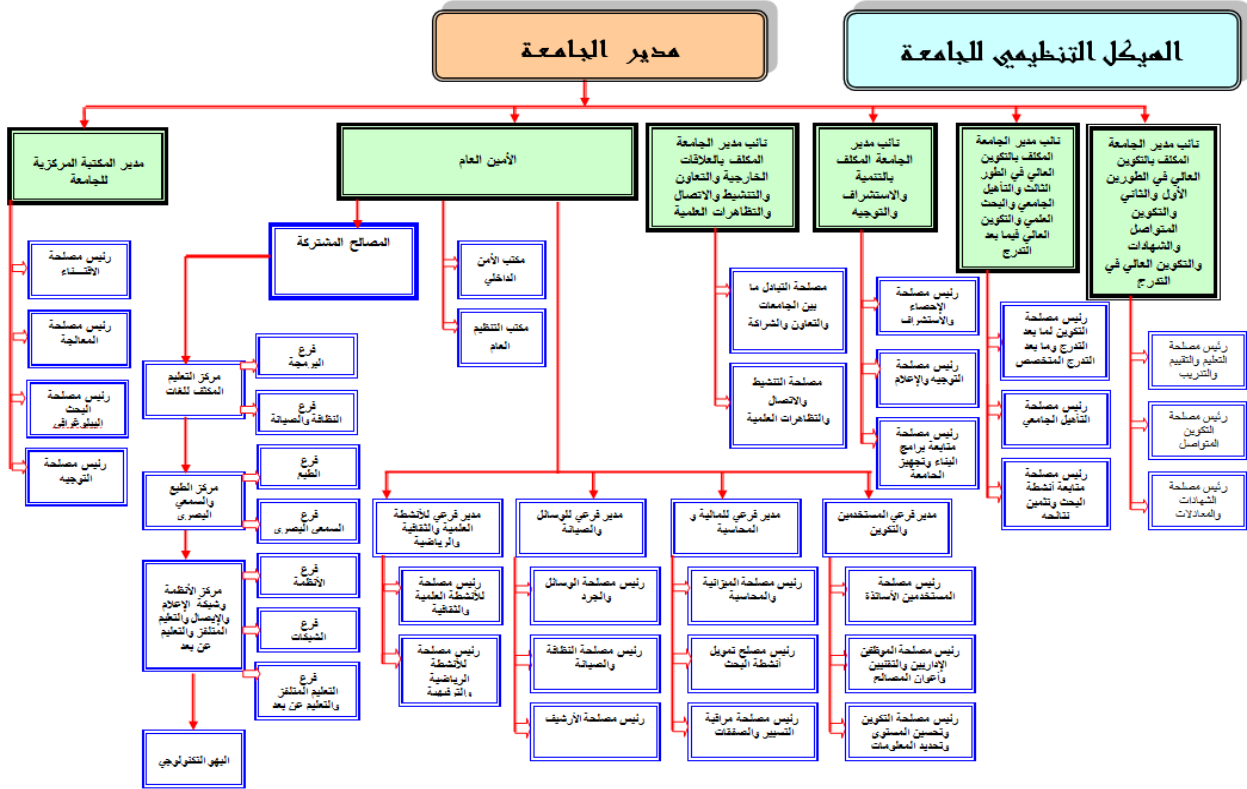 الهيكل التنظيمي للجامعة
مدير الجامعة
نائب مدير الجامعة
المكلف بالتكوين
العالي في الطورين
الأول والثاني
والتكوين
المتواصل
والشهادات
والتكوين العالي في
التدرج
نائب مدير الجامعة
المكلف بالتكوين
العالي في الطور
الثالث والتأهيل
الجامعي والبحث
العلمي والتكوين
العالي فيما بعد
التدرج
نائب مدير
الجامعة المكلف
بالتنمية
والاستشراف
والتوجيه
نائب مدير الجامعة
المكلف بالعلاقات
الخارجية والتعاون
والتنشيط والاتصال
والتظاهرات العلمية
الأمين العام
مدير المكتبة المركزية
للجامعة
رئيس مصلحة
التعليم والتقييم
والتدريب
رئيس مصلحة
التكوين
المتواصل
رئيس مصلحة
الشهادات
والمعادلات
رئيس مصلحة
التكوين لما بعد
التدرج وما بعد
التدرج المتخصص
رئيس مصلحة
التأهيل الجامعي
رئيس مصلحة
متابعة أنشطة
البحث وتثمين
نتائجه
رئيس مصلحة
الإحصاء
والأستشراف
رئيس مصلحة
التوجيه والإعلام
رئيس مصلحة
متابعة برامج
البناء وتجهيز
الجامعة
مصلحة التبادل ما
بين الجامعات
والتعاون والشراكة
مصلحة التنشيط
والاتصال
والتظاهرات العلمية
مكتب الأمن
الداخلي
مكتب التنظيم
العام
المصالح المشتركة
رئيس مصلحة
الاقتـــناء
رئيس مصلحة
المعالجة
رئيس مصلحة
البحث
الببلوغرافي
رئيس مصلحة
التوجيه
مركز التعليم
المكثف للغات
فرع
البرمجة
فرع
النظافة والصيانة
مركز الطبع
والسمعي
البصري
فرع
الطبع
فرع
السمعي البصري
مركز الأنظمة
وشبكة الإعلام
والإيصال والتعليم
المتلفز والتعليم
عن بعد
فرع
الأنظمة
فرع
الشبكات
فرع
التعليم المتلفز
والتعليم عن بعد
البهو التكنولوجي
مدير فرعي المستخدمين
والتكوين
رئيس مصلحة
المستخدمين الأساتذة
رئيس مصلحة الموظفين
الإداريين والتقنيين
وأعوان المصالح
رئيس مصلحة التكوين
وتحسين المستوى
وتحديد المعلومات
مدير فرعي للمالية و
المحاسبة
رئيس مصلحة الميزانية
والمحاسبة
رئيس مصلح تمويل
أنشطة البحث
رئيس مصلحة مراقبة
التسيير والصفقات
مدير فرعي للوسائل
والصيانة
رئيس مصلحة الوسائل
والجرد
رئيس مصلحة النظافة
والصيانة
رئيس مصلحة الأرشيف
مدير فرعي للأنشطة
العلمية والثقافية
والرياضية
رئيس مصلحة
للأنشطة العلمية
والثقافية
رئيس مصلحة
للأنشطة
الرياضية
والترفيهية